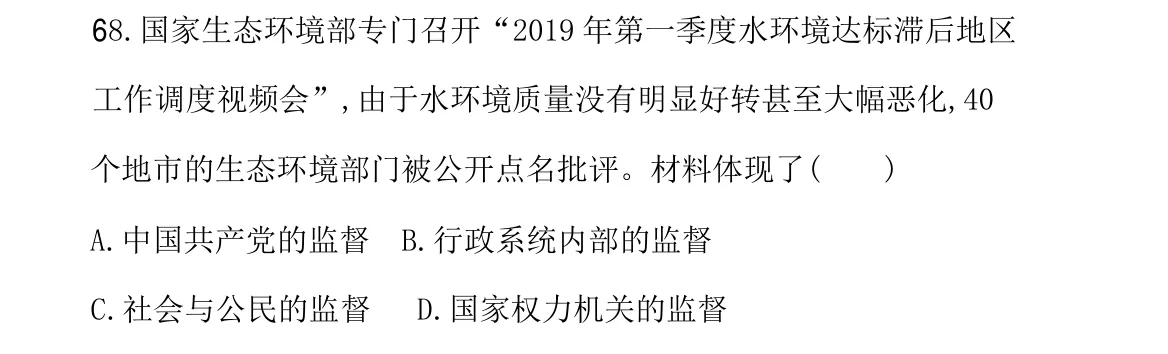 68.国家生态环境部专门召开“2019年第一季度水环境达标滞后地区
工作调度视频会”,由于水环境质量没有明显好转甚至大幅恶化,40
个地市的生态环境部门被公开点名批评。材料体现了(  )
A.中国共产党的监督 B.行政系统内部的监督
C.社会与公民的监督 D.国家权力机关的监督